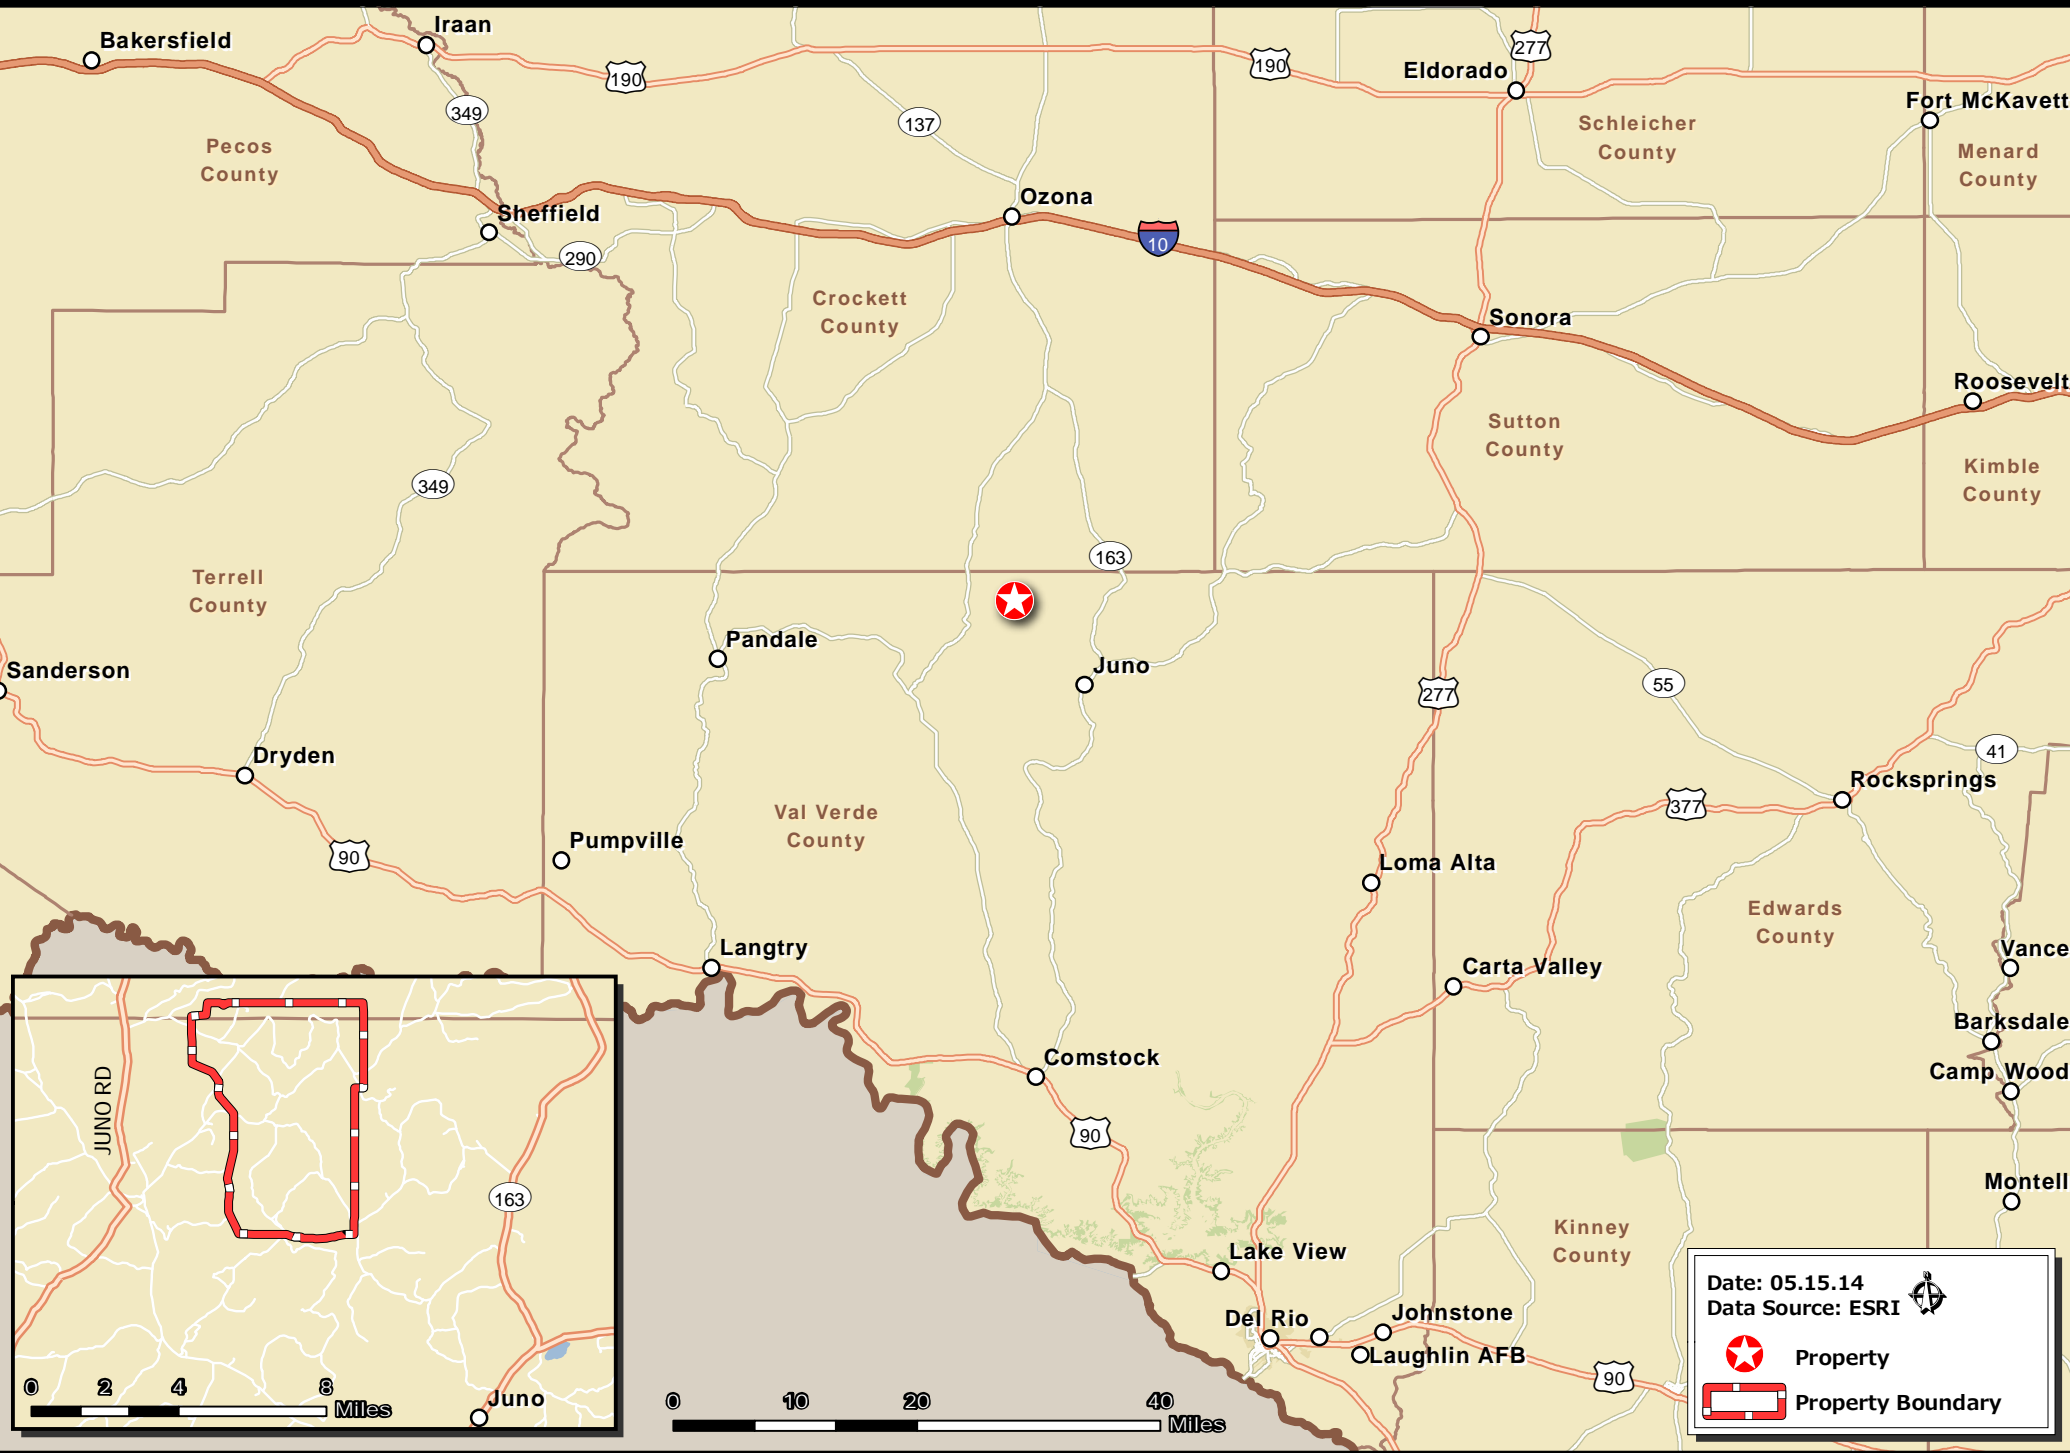 Iraan
Bakersfield
277
190
190
Eldorado
Fort McKavett
349
137
Schleicher
County
Pecos
County
Menard
County
Ozona
Sheffield
10
290
Crockett
County
Sonora
Roosevelt
Sutton
County
Kimble
County
349
163
Terrell
County
Pandale
Juno
Sanderson
277
55
Dryden
41
Rocksprings
377
Val Verde
County
Pumpville
90
Loma Alta
Edwards
County
Langtry
Vance
Carta Valley
Barksdale
Comstock
Camp Wood
JUNO RD
90
163
Montell
Kinney
County
Lake View
Del Rio
Johnstone
Laughlin AFB
90
Juno
0 2 4 8
Miles
0 10 20 40
Miles
Date: 05.15.14
Data Source: ESRI
Property
Property Boundary